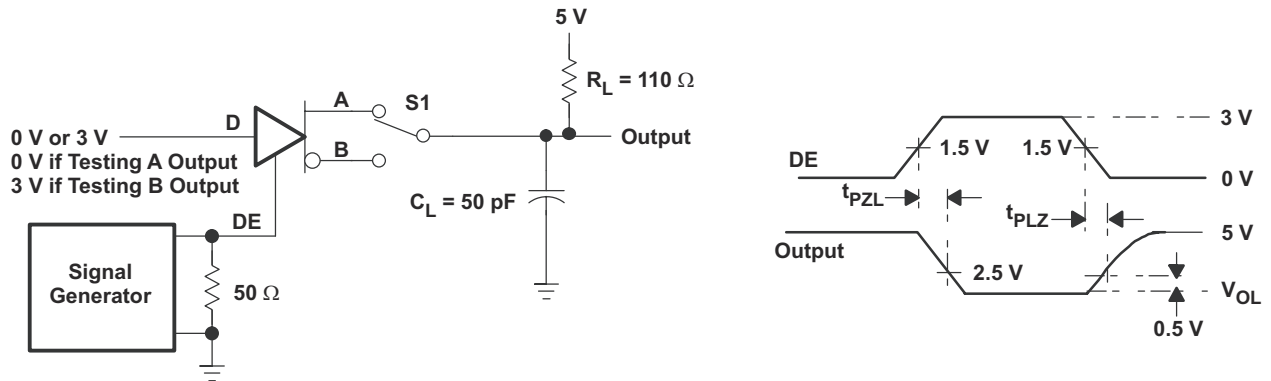 5 V
R_L = 110 Ω
A
S1
D
0 V or 3 V
0 V if Testing A Output
3 V if Testing B Output
B
Output
C_L = 50 pF
DE
Signal
Generator
50 Ω
3 V
1.5 V
1.5 V
DE
0 V
t_PZL
t_PLZ
5 V
Output
2.5 V
V_OL
0.5 V